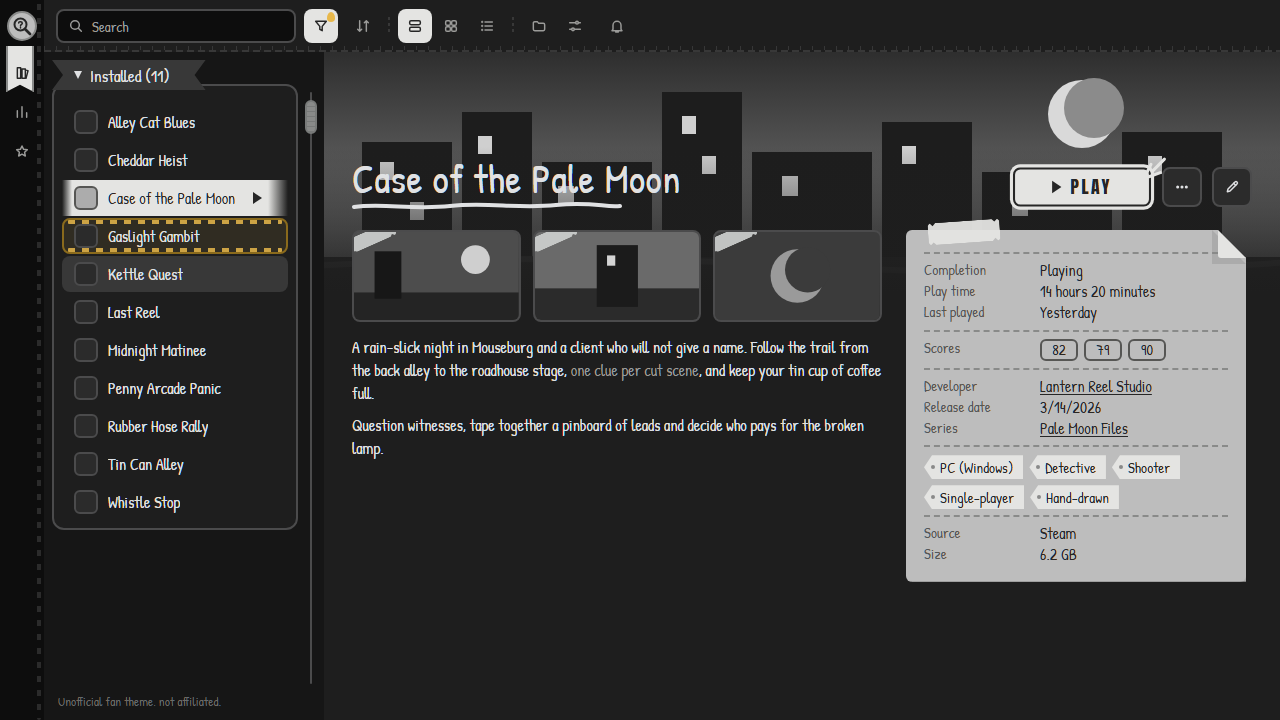 Search
Installed (11)
Alley Cat Blues
Cheddar Heist
Case of the Pale Moon
Gaslight Gambit
Kettle Quest
Last Reel
Midnight Matinee
Penny Arcade Panic
Rubber Hose Rally
Tin Can Alley
Whistle Stop
Unofficial fan theme. not affiliated.
Case of the Pale Moon
PLAY
A rain-slick night in Mouseburg and a client who will not give a name. Follow the trail from
the back alley to the roadhouse stage, one clue per cut scene, and keep your tin cup of coffee
full.
Question witnesses, tape together a pinboard of leads and decide who pays for the broken
lamp.
Completion Playing
Play time 14 hours 20 minutes
Last played Yesterday
Scores 82 79 90
Developer Lantern Reel Studio
Release date 3/14/2026
Series Pale Moon Files
PC (Windows) Detective Shooter
Single-player Hand-drawn
Source Steam
Size 6.2 GB